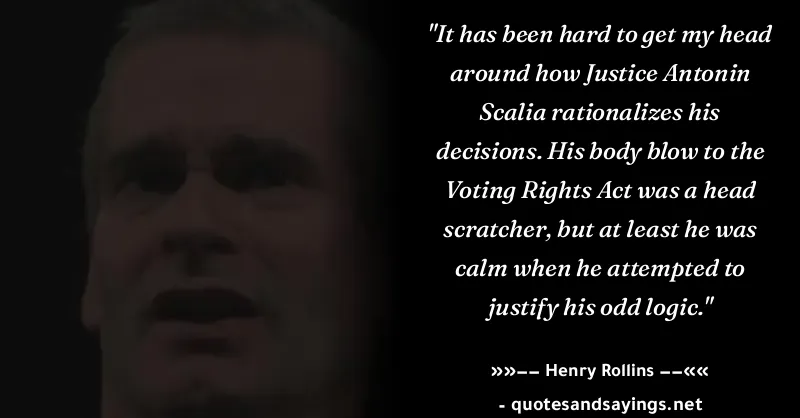 "It has been hard to get my head
around how Justice Antonin
Scalia rationalizes his
decisions. His body blow to the
Voting Rights Act was a head
scratcher, but at least he was
calm when he attempted to
justify his odd logic."
»»–– Henry Rollins ––««
- quotesandsayings.net